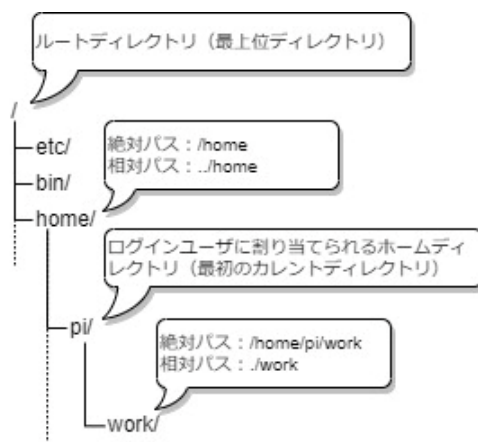 ルートディレクトリ（最上位ディレクトリ）
/
etc/
絶対パス：/home
相対パス：../home
bin/
home/
ログインユーザに割り当てられるホームディ
レクトリ（最初のカレントディレクトリ）
pi/
絶対パス：/home/pi/work
相対パス：./work
work/